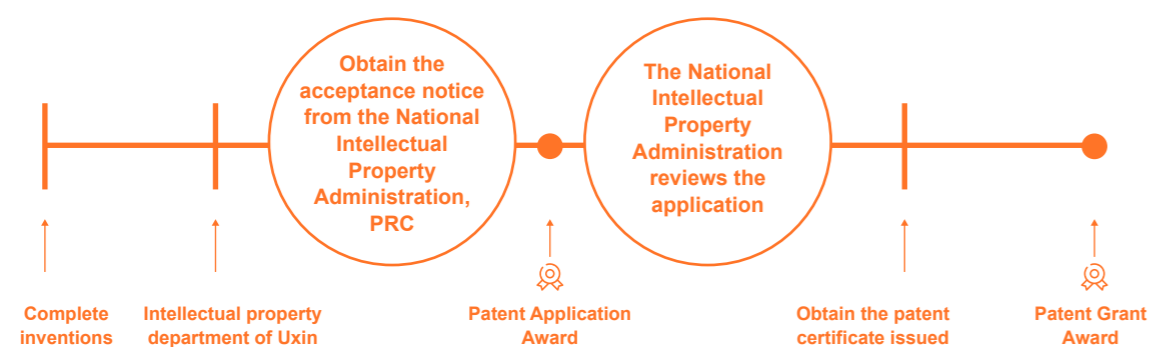 Obtain the
acceptance notice
from the National
Intellectual
Property
Administration,
PRC
The National
Intellectual
Property
Administration
reviews the
application
Complete
inventions
Intellectual property
department of Uxin
Patent Application
Award
Obtain the patent
certificate issued
Patent Grant
Award